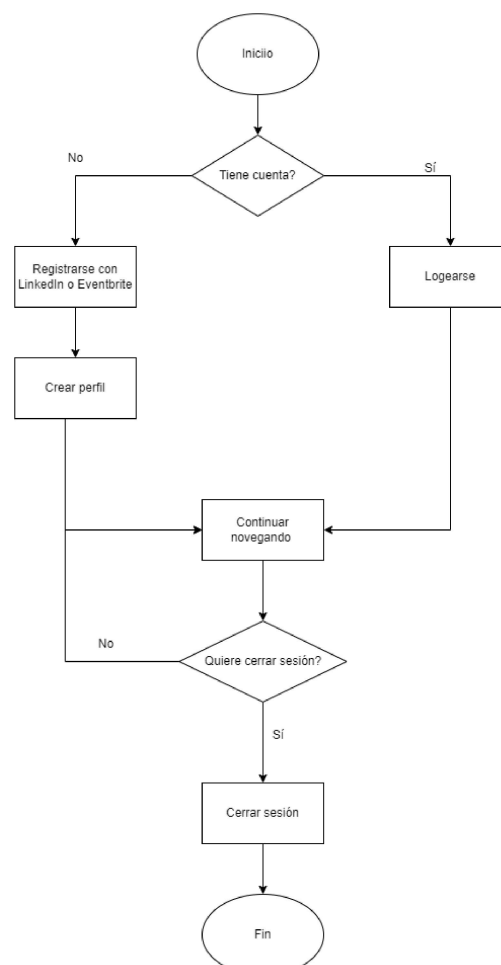 Iniciio
Tiene cuenta?
No
Sí
Registrarse con
LinkedIn o Eventbrite
Logearse
Crear perfil
Continuar
novegando
Quiere cerrar sesión?
No
Sí
Cerrar sesión
Fin